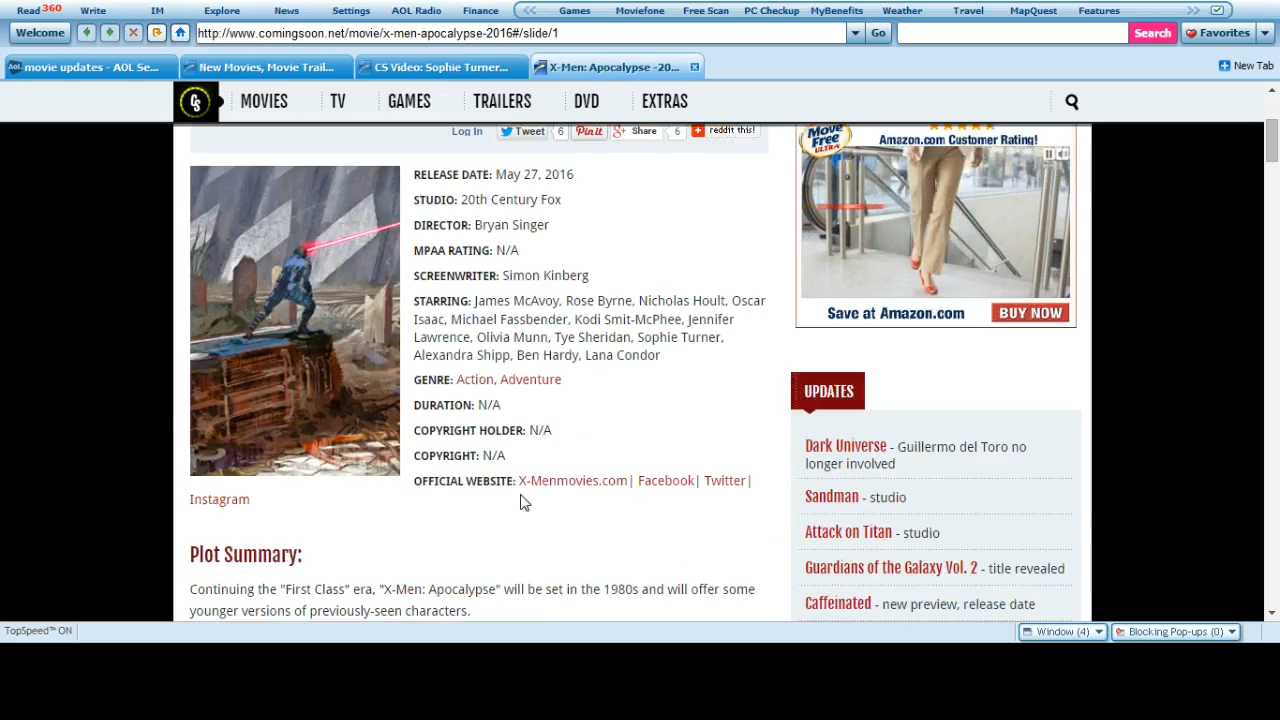 Read 360 Write IM Explore News Settings AOL Radio Finance Games Moviefone Free Scan PC Checkup MyBenefits Weather Travel MapQuest Features
Welcome http://www.comingsoon.net/movie/x-men-apocalypse-2016#/slide/1 Go Search Favorites
movie updates - AOL Se... New Movies, Movie Trail... CS Video: Sophie Turner... X-Men: Apocalypse -20... New Tab
CS MOVIES TV GAMES TRAILERS DVD EXTRAS
Log In Tweet 6 Pin it Share 6 reddit this!
RELEASE DATE: May 27, 2016
STUDIO: 20th Century Fox
DIRECTOR: Bryan Singer
MPAA RATING: N/A
SCREENWRITER: Simon Kinberg
STARRING: James McAvoy, Rose Byrne, Nicholas Hoult, Oscar
Isaac, Michael Fassbender, Kodi Smit-McPhee, Jennifer
Lawrence, Olivia Munn, Tye Sheridan, Sophie Turner,
Alexandra Shipp, Ben Hardy, Lana Condor
GENRE: Action, Adventure
DURATION: N/A
COPYRIGHT HOLDER: N/A
COPYRIGHT: N/A
OFFICIAL WEBSITE: X-Menmovies.com| Facebook| Twitter|
Instagram
Plot Summary:
Continuing the "First Class" era, "X-Men: Apocalypse" will be set in the 1980s and will offer some
younger versions of previously-seen characters.
Move Free ULTRA
Amazon.com Customer Rating!
Save at Amazon.com BUY NOW
UPDATES
Dark Universe - Guillermo del Toro no
longer involved
Sandman - studio
Attack on Titan - studio
Guardians of the Galaxy Vol. 2 - title revealed
Caffeinated - new preview, release date
TopSpeed™ ON Window (4) Blocking Pop-ups (0)